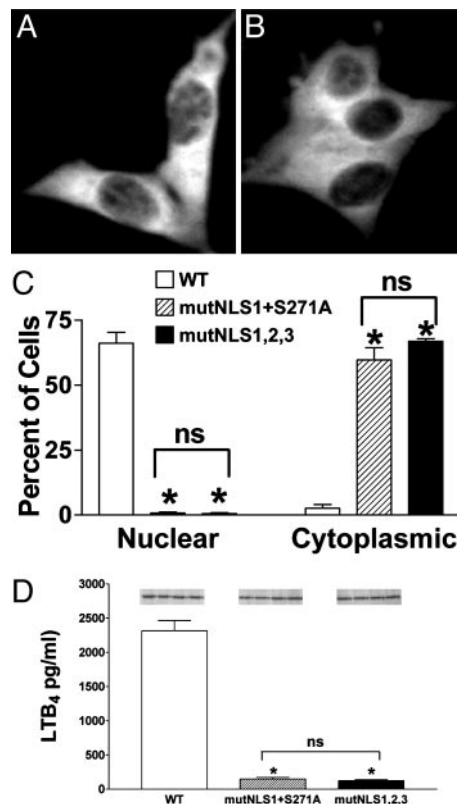 A
B
C
WT
mutNLS1+S271A
mutNLS1,2,3
ns
ns
* *
* *
Percent of Cells
75
50
25
0
Nuclear
Cytoplasmic
D
LTB4 pg/ml
3000
2500
2000
1500
1000
500
0
ns
* *
WT
mutNLS1+S271A
mutNLS1,2,3